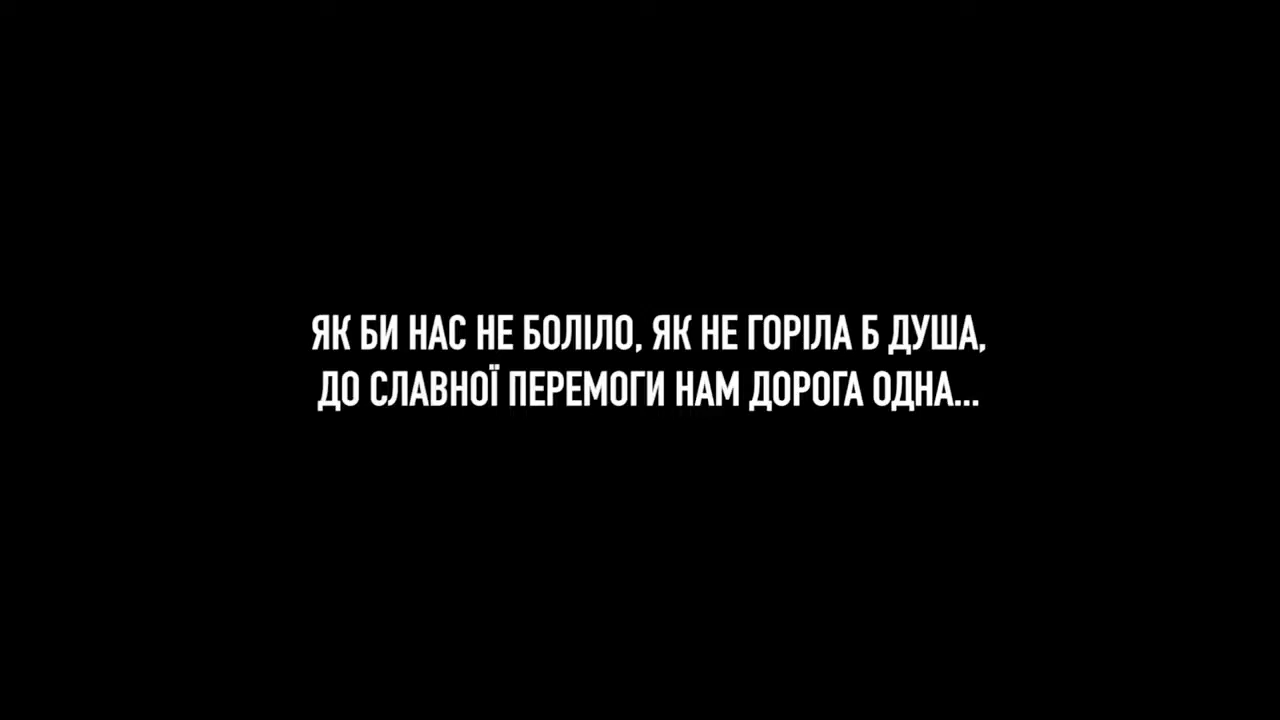 ЯК БИ НАС НЕ БОЛІЛО, ЯК НЕ ГОРІЛА Б ДУША,
ДО СЛАВНОЇ ПЕРЕМОГИ НАМ ДОРОГА ОДНА...